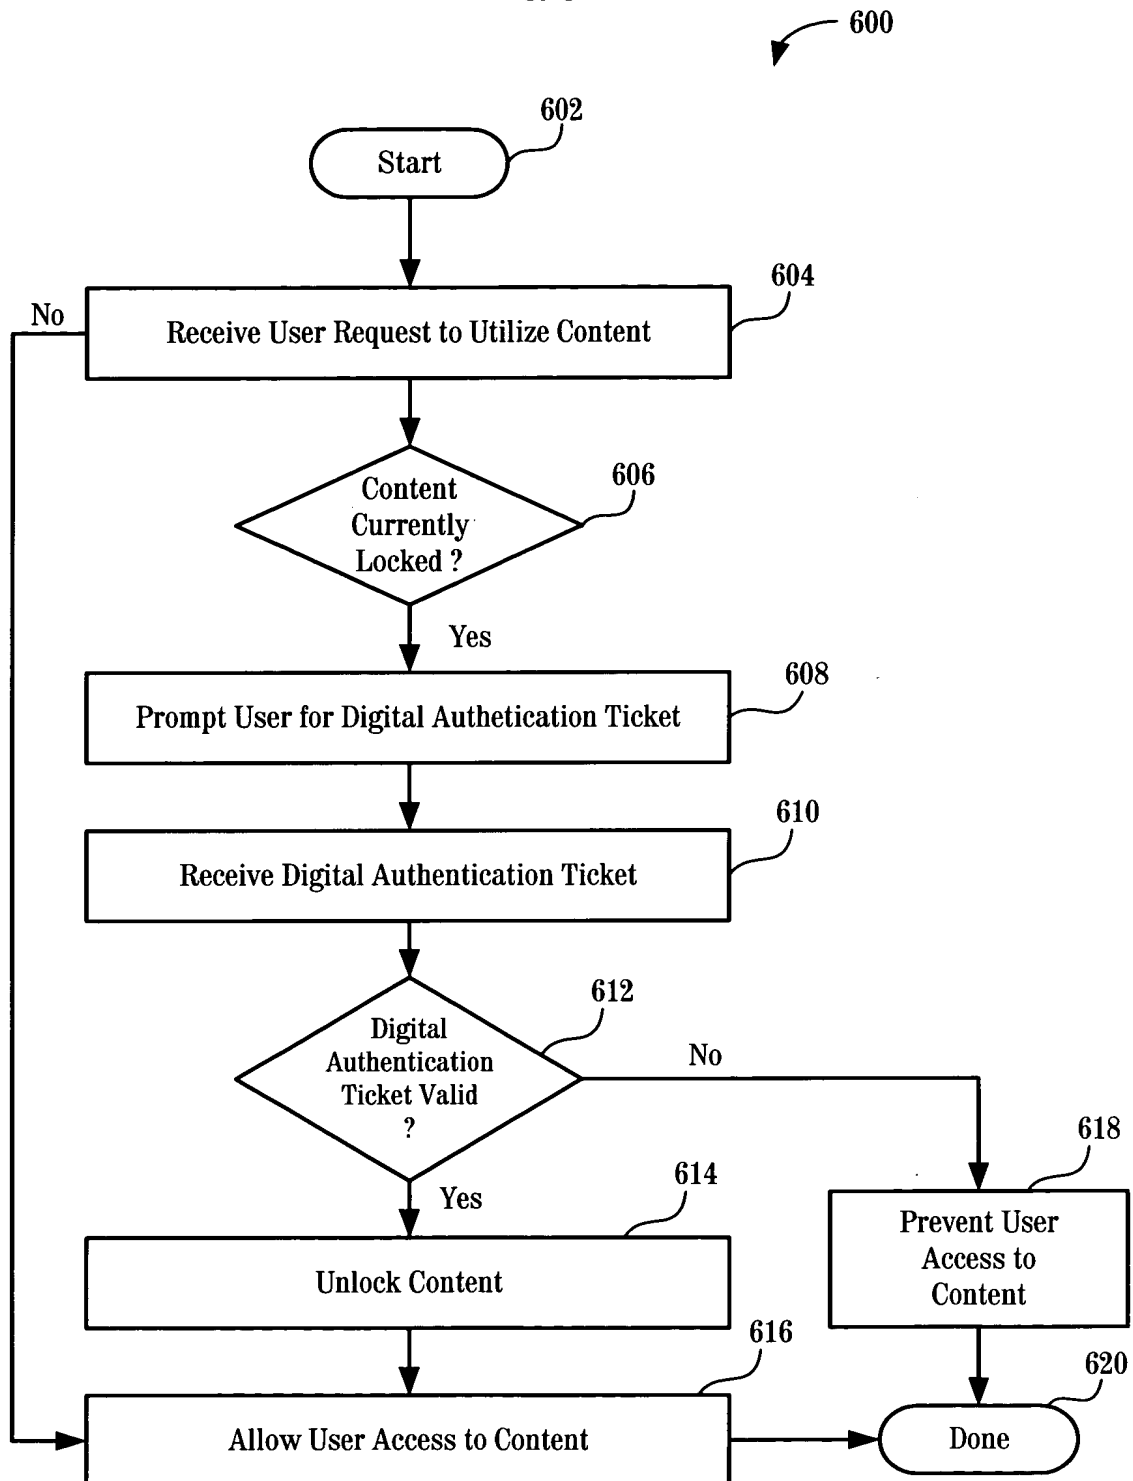 600
602
Start
604
No
Receive User Request to Utilize Content
606
Content
Currently
Locked ?
Yes
608
Prompt User for Digital Authetication Ticket
610
Receive Digital Authentication Ticket
612
Digital
Authentication
Ticket Valid
?
No
618
Yes
614
Prevent User
Access to
Content
Unlock Content
616
620
Allow User Access to Content
Done